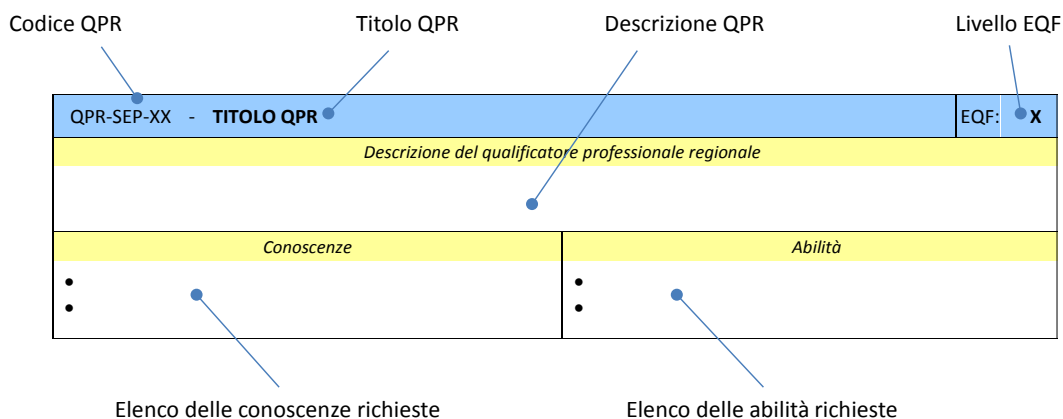 Codice QPR Titolo QPR Descrizione QPR Livello EQF
QPR-SEP-XX - TITOLO QPR EQF: X
Descrizione del qualificatore professionale regionale
Conoscenze Abilità
•  •
•  •
Elenco delle conoscenze richieste Elenco delle abilità richieste